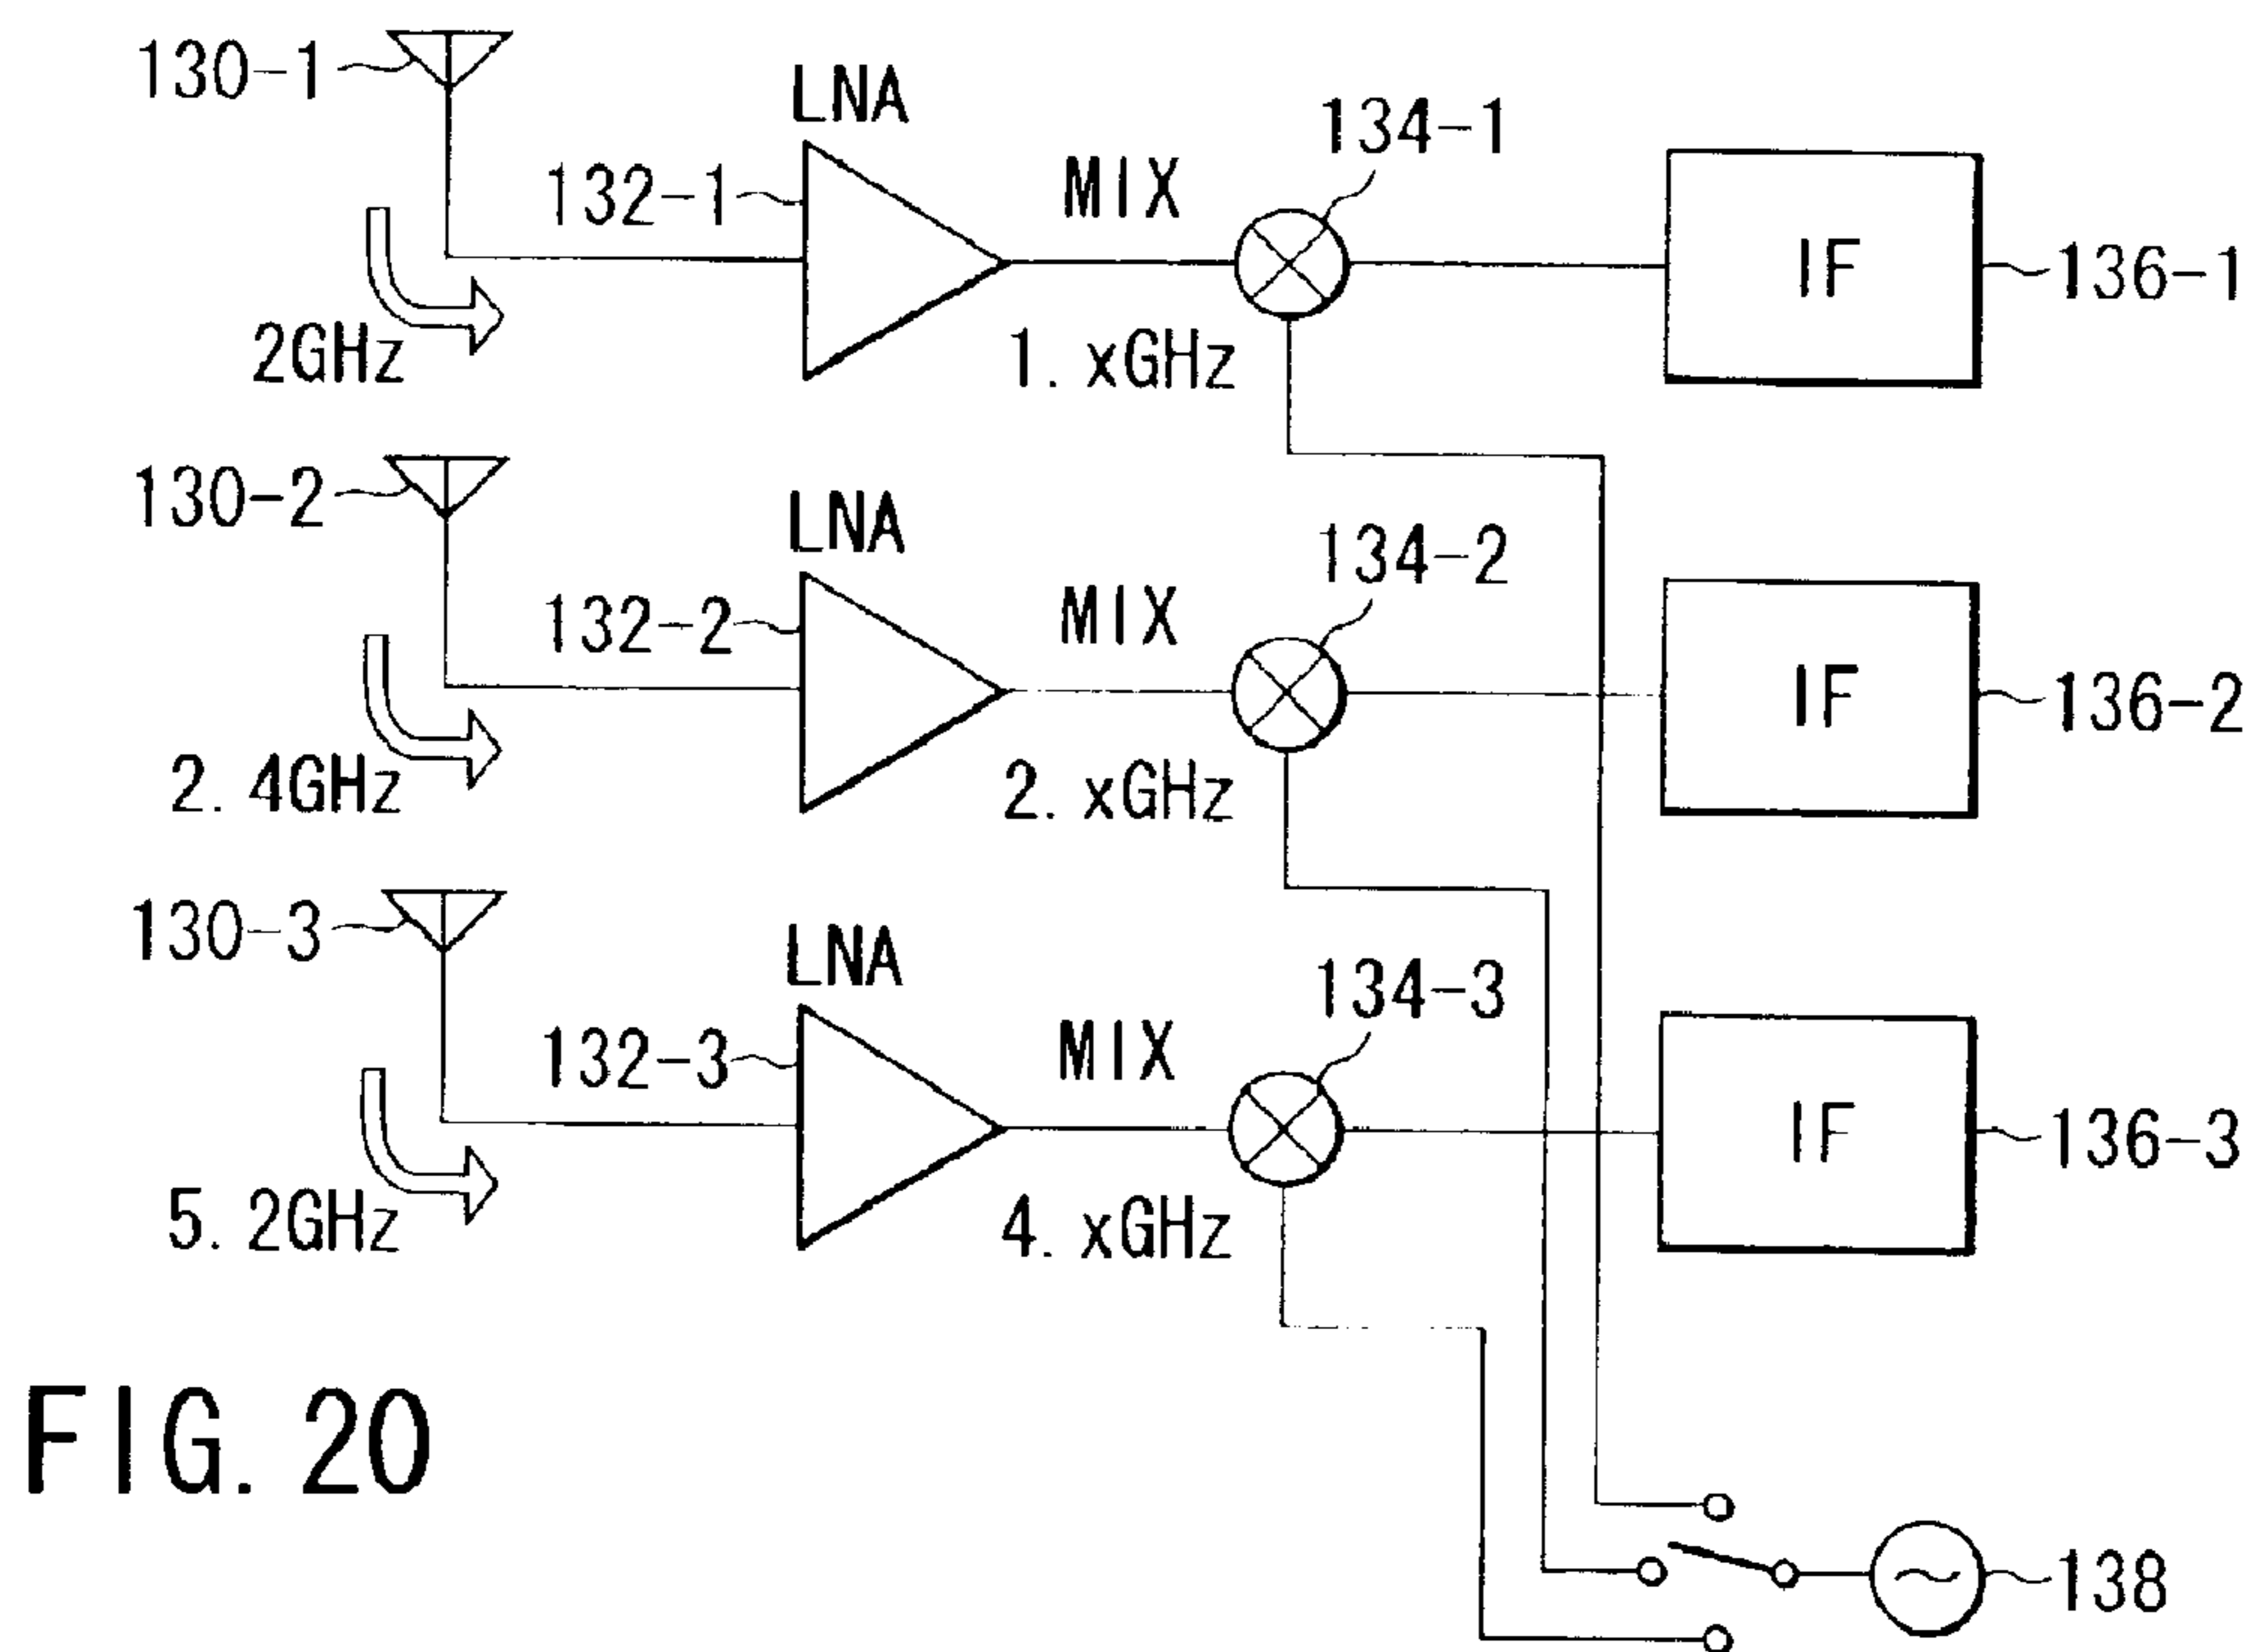 130-1
LNA
132-1
MIX
134-1
IF
136-1
2GHz
1. xGHz
130-2
LNA
132-2
MIX
134-2
IF
136-2
2. 4GHz
2. xGHz
130-3
LNA
132-3
MIX
134-3
IF
136-3
5. 2GHz
4. xGHz
138
FIG. 20